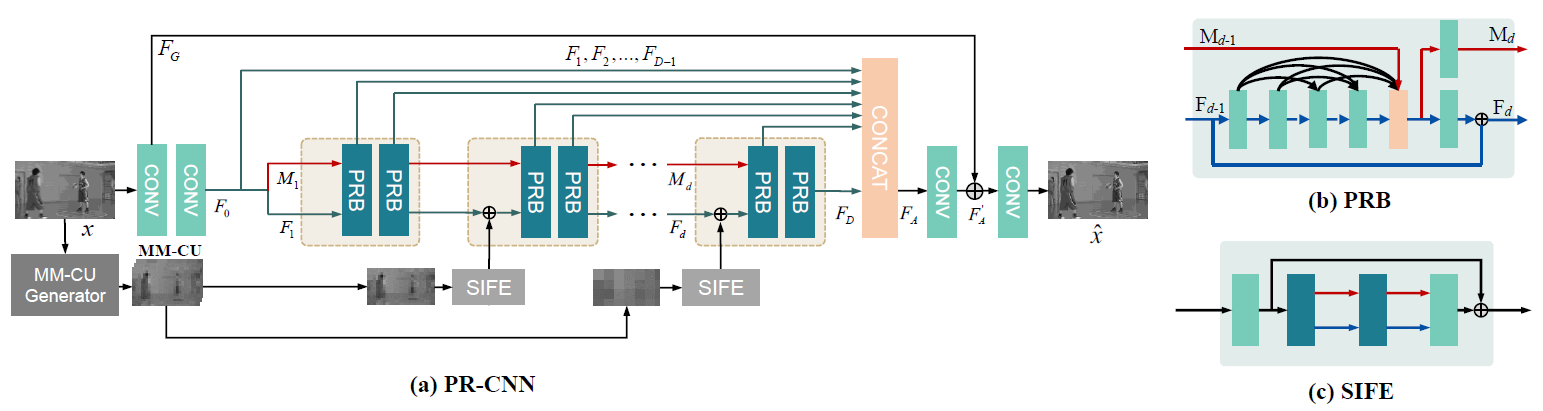 F_G
F_1, F_2, ..., F_{D-1}
CONV
CONV
F_0
M_1
F_1
PRB
PRB
PRB
PRB
...
...
M_d
F_d
PRB
PRB
F_D
CONCAT
F_A
CONV
F'_A
CONV
x
x̂
MM-CU
Generator
MM-CU
SIFE
SIFE
(a) PR-CNN
M_{d-1}
M_d
F_{d-1}
F_d
(b) PRB
(c) SIFE